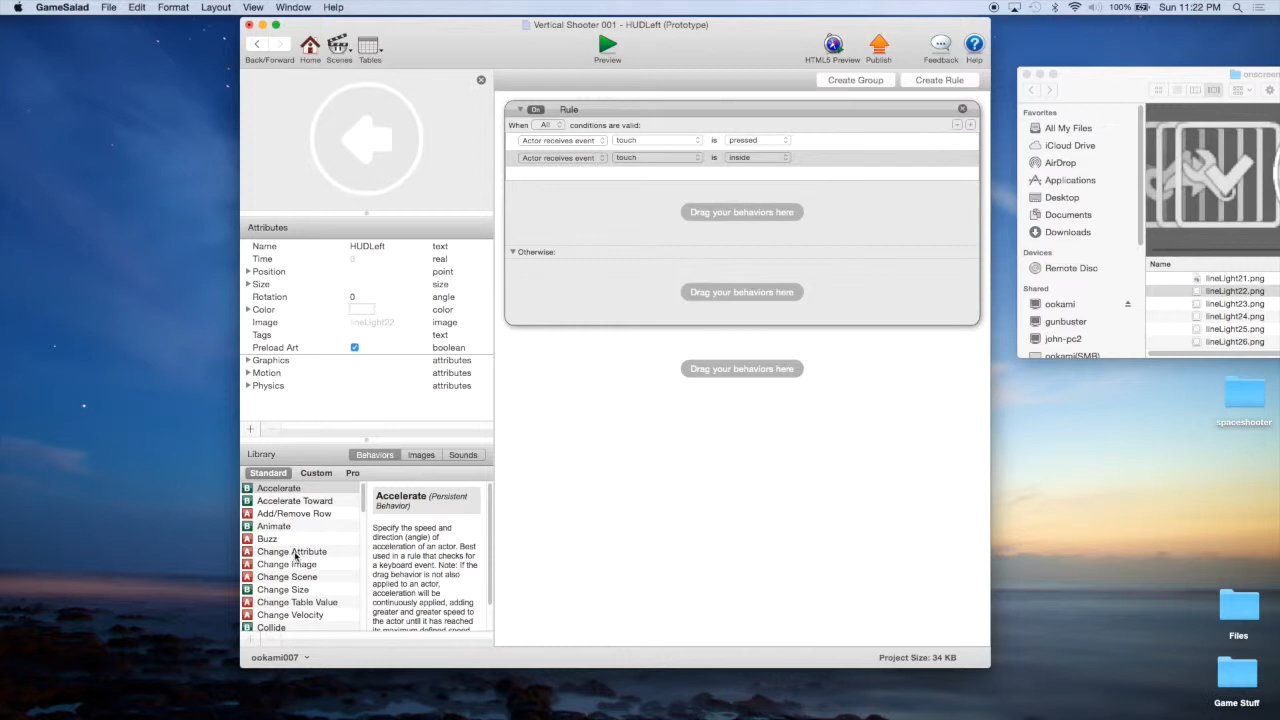 GameSalad File Edit Format Layout View Window Help 100% Sun 11:22 PM
Vertical Shooter 001 - HUDLeft (Prototype)
Back/Forward Home Scenes Tables Preview HTML5 Preview Publish Feedback Help
Create Group Create Rule
On Rule
When All conditions are valid:
Actor receives event touch is pressed
Actor receives event touch is inside
Drag your behaviors here
Otherwise:
Drag your behaviors here
Drag your behaviors here
Attributes
Name HUDLeft text
Time 0 real
Position point
Size size
Rotation 0 angle
Color color
Image lineLight22 image
Tags text
Preload Art boolean
Graphics attributes
Motion attributes
Physics attributes
Library Behaviors Images Sounds
Standard Custom Pro
Accelerate
Accelerate Toward
Add/Remove Row
Animate
Buzz
Change Attribute
Change Image
Change Scene
Change Size
Change Table Value
Change Velocity
Collide
Accelerate (Persistent
Behavior)
Specify the speed and
direction (angle) of
acceleration of an actor. Best
used in a rule that checks for
a keyboard event. Note: If the
drag behavior is not also
applied to an actor,
acceleration will be
continuously applied, adding
greater and greater speed to
the actor until it has reached
its maximum defined speed
ookami007 Project Size: 34 KB
onscreen
Favorites
All My Files
iCloud Drive
AirDrop
Applications
Desktop
Documents
Downloads
Devices
Remote Disc
Shared
ookami
gunbuster
john-pc2
ookami(SMB)
Name
lineLight21.png
lineLight22.png
lineLight23.png
lineLight24.png
lineLight25.png
lineLight26.png
spaceshooter
Files
Game Stuff